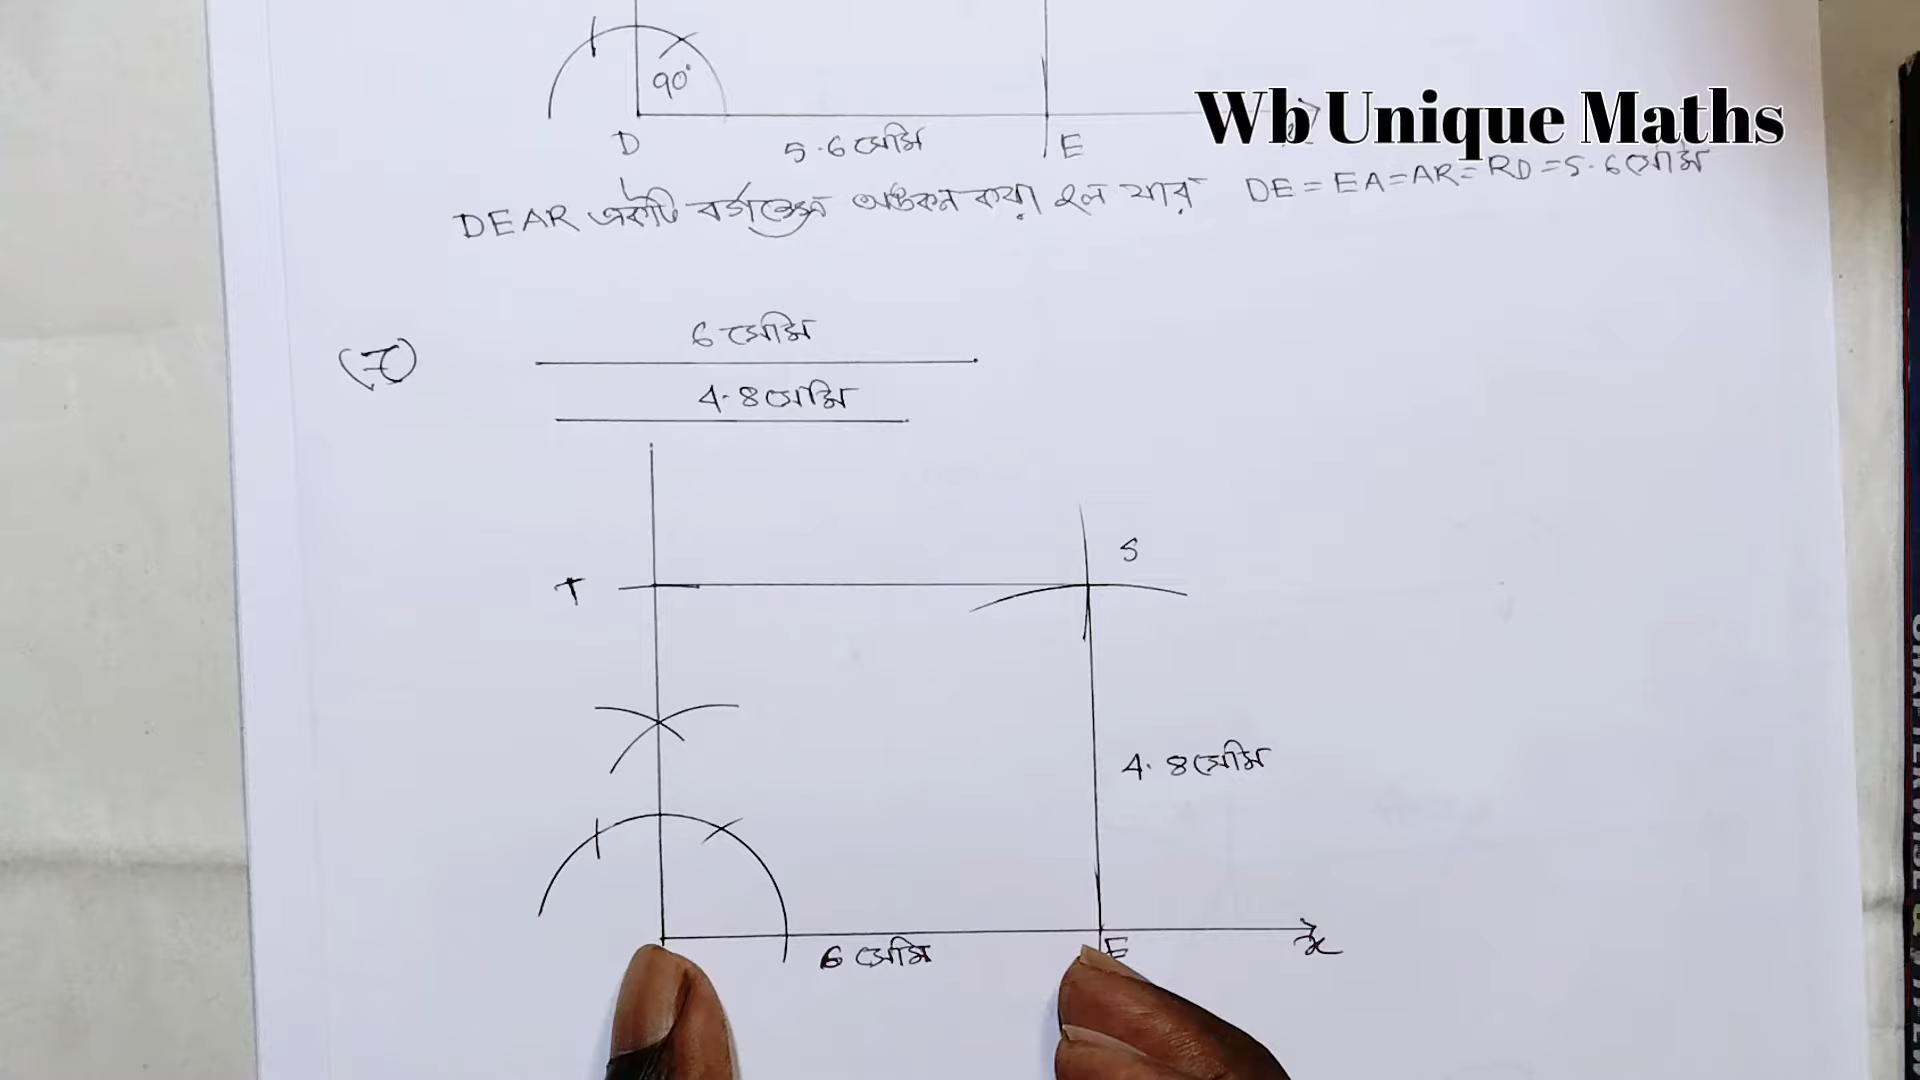 90°
Wb Unique Maths
D
5.6 সেমি
E
DEAR একটি বর্গক্ষেত্র অঙ্কন করা হল যার DE = EA = AR = RD = 5.6 সেমি
6 সেমি
4.8 সেমি
S
T
4.8 সেমি
6 সেমি
E
x